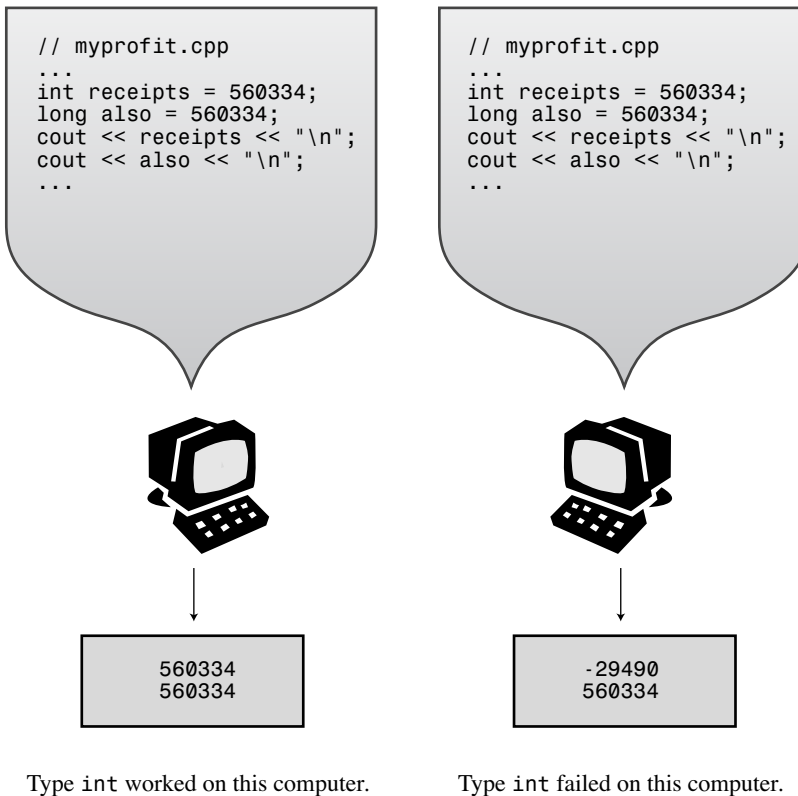 // myprofit.cpp
...
int receipts = 560334;
long also = 560334;
cout << receipts << "\n";
cout << also << "\n";
...
560334
560334
Type int worked on this computer.
// myprofit.cpp
...
int receipts = 560334;
long also = 560334;
cout << receipts << "\n";
cout << also << "\n";
...
-29490
560334
Type int failed on this computer.